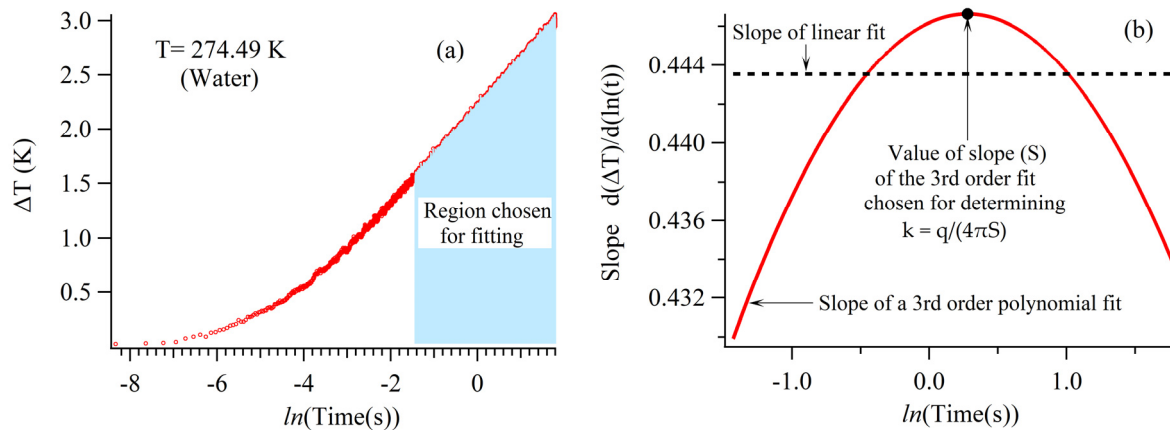 T= 274.49 K
(Water)
(a)
ΔT (K)
3.0
2.5
2.0
1.5
1.0
0.5
Region chosen
for fitting
-8
-6
-4
-2
0
ln(Time(s))
(b)
Slope d(ΔT)/d(ln(t))
0.444
0.440
0.436
0.432
Slope of linear fit
Value of slope (S)
of the 3rd order fit
chosen for determining
k = q/(4πS)
Slope of a 3rd order polynomial fit
-1.0
0.0
1.0
ln(Time(s))